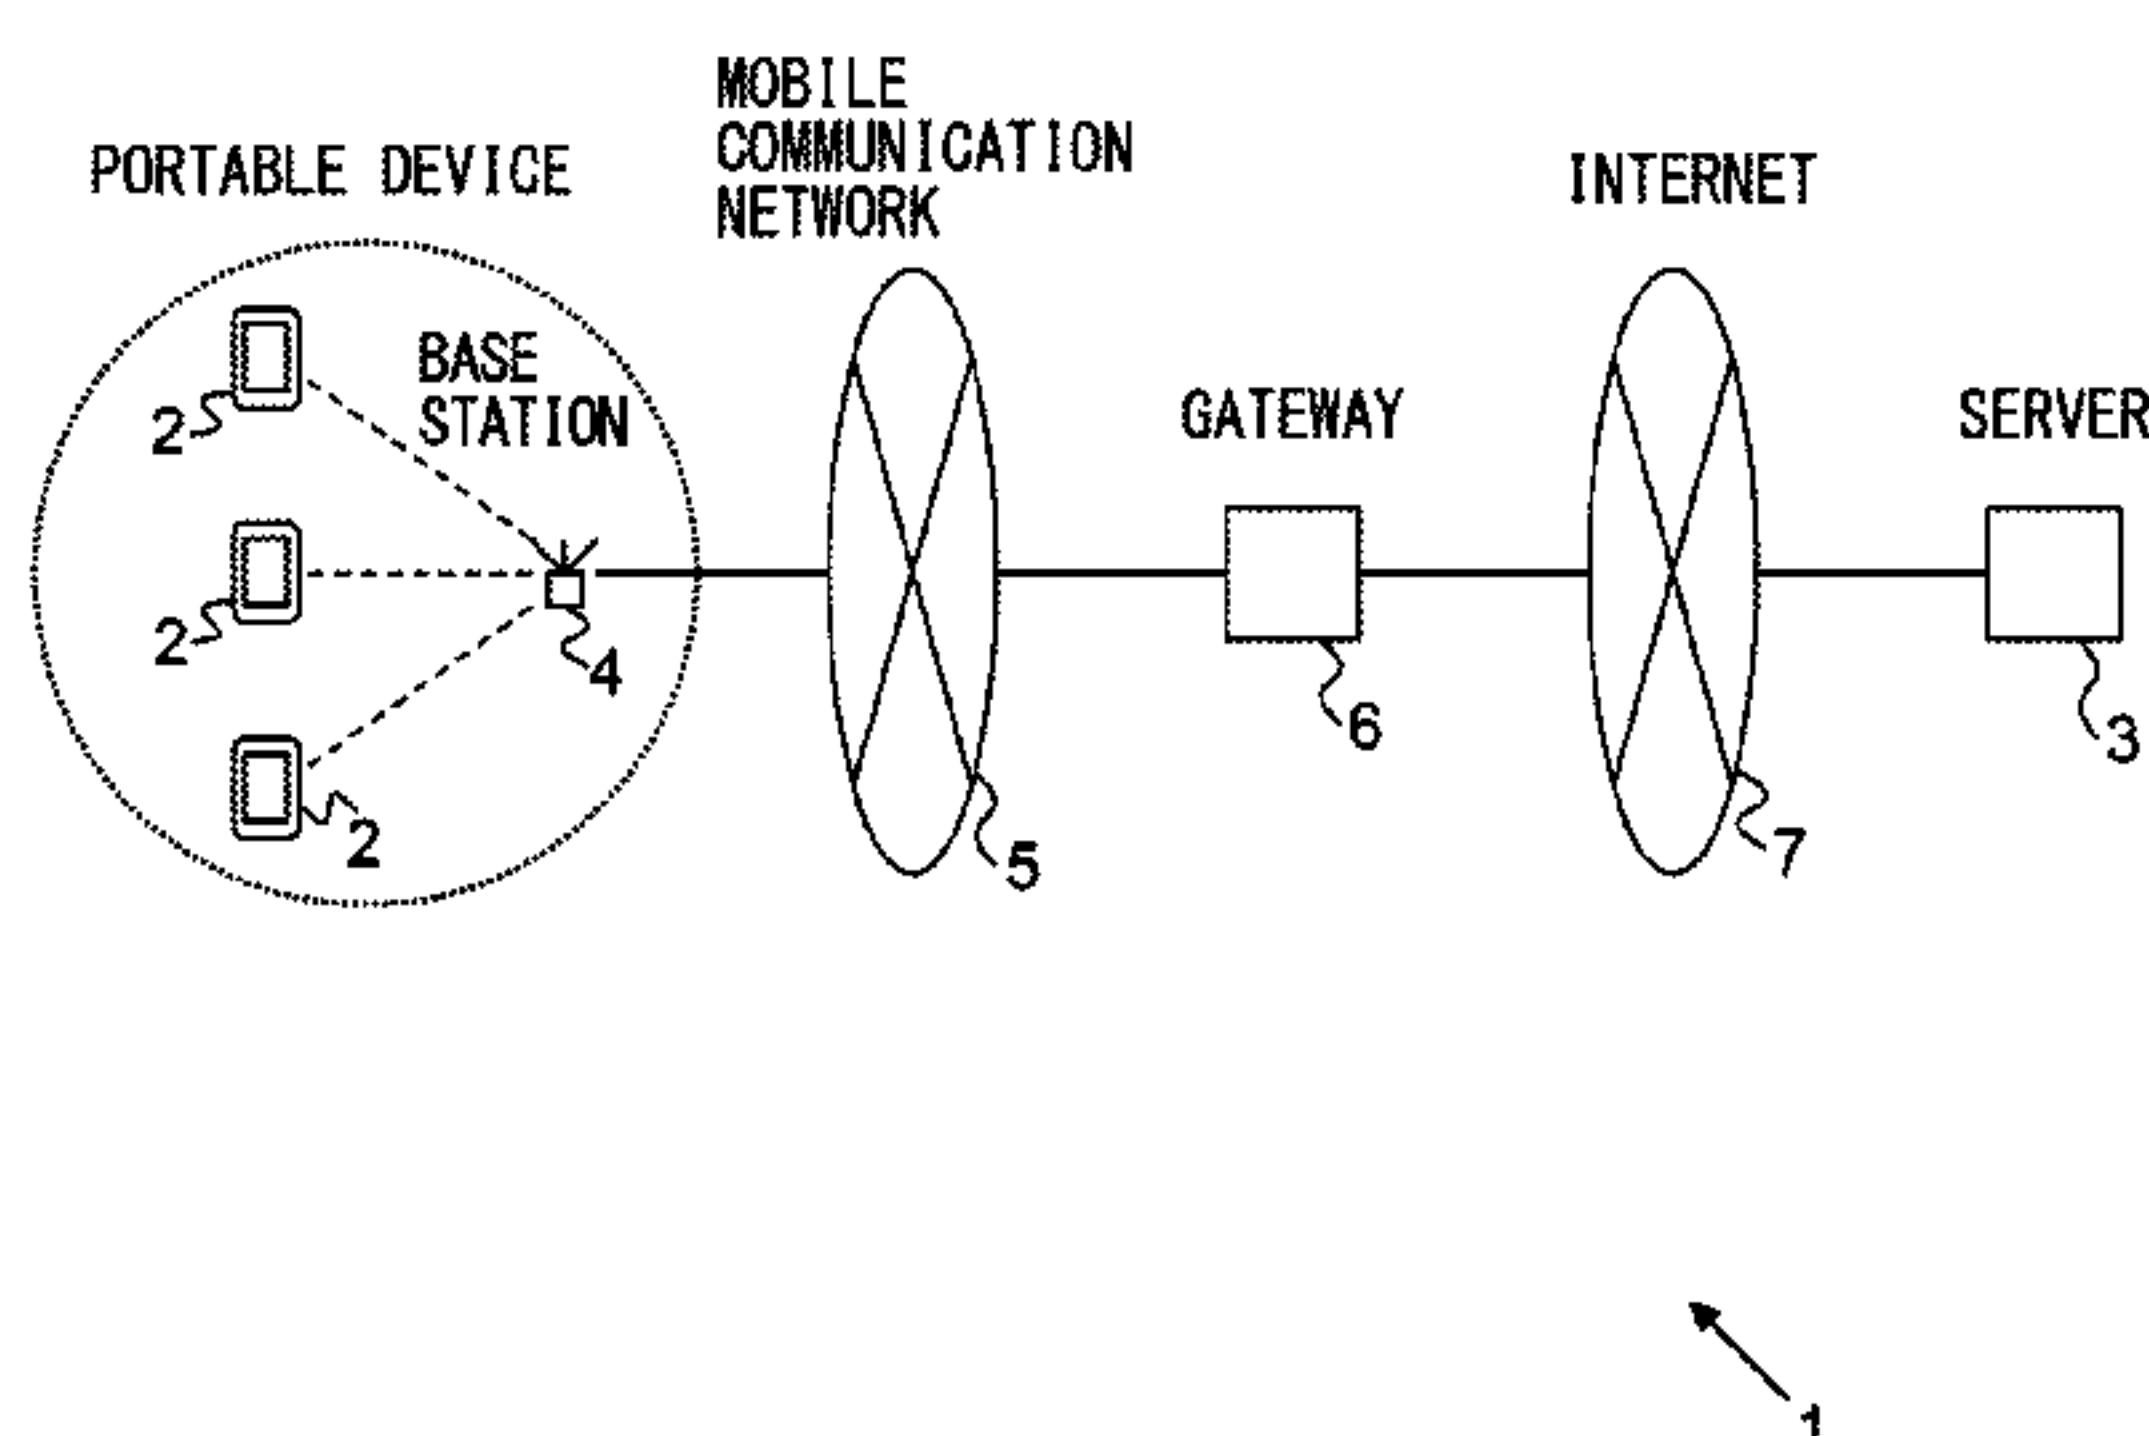 MOBILE
COMMUNICATION
NETWORK
PORTABLE DEVICE
INTERNET
BASE
STATION
GATEWAY
SERVER
2
2
2
4
6
3
5
7
1